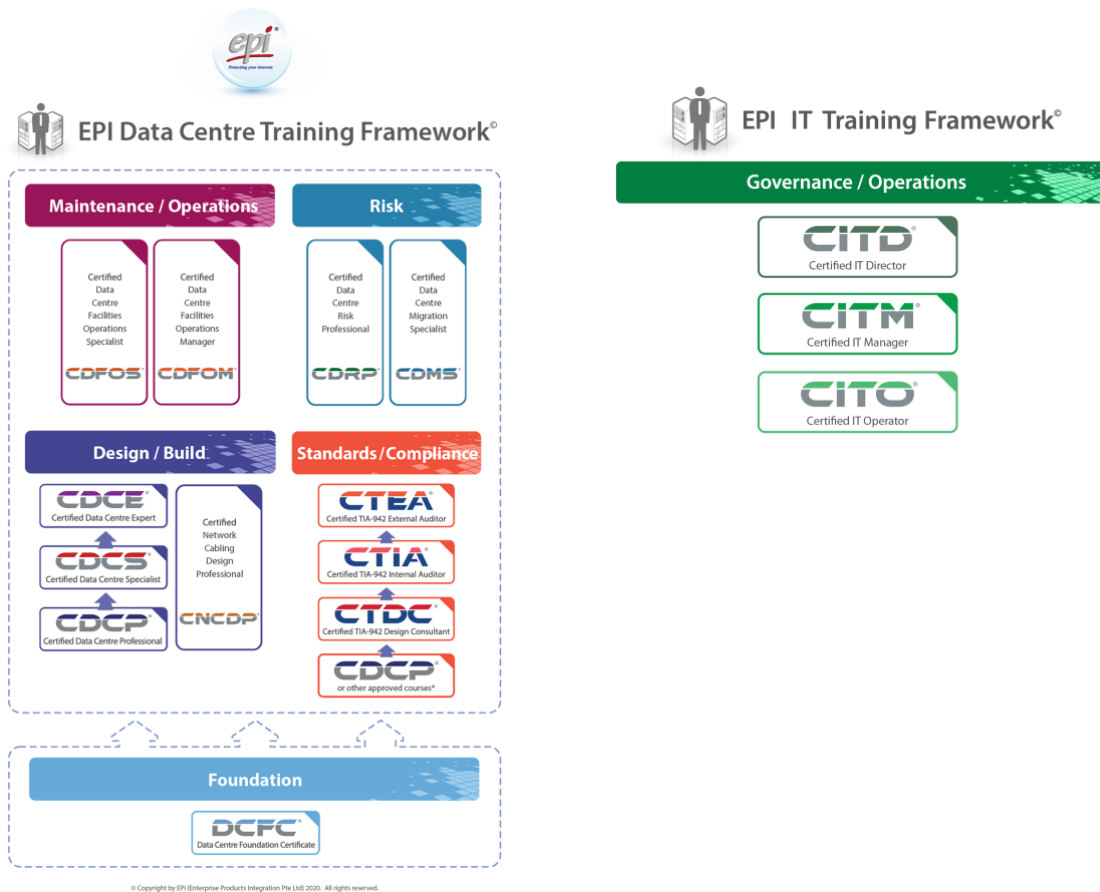 epi®
Protecting your Interests
EPI Data Centre Training Framework©
Maintenance / Operations
Certified
Data
Centre
Facilities
Operations
Specialist
CDFOS®
Certified
Data
Centre
Facilities
Operations
Manager
CDFOM®
Risk
Certified
Data
Centre
Risk
Professional
CDRP®
Certified
Data
Centre
Migration
Specialist
CDMS®
Design / Build
CDCE®
Certified Data Centre Expert
CDCS®
Certified Data Centre Specialist
CDCP®
Certified Data Centre Professional
Certified
Network
Cabling
Design
Professional
CNCDP®
Standards/Compliance
CTEA®
Certified TIA-942 External Auditor
CTIA®
Certified TIA-942 Internal Auditor
CTDC®
Certified TIA-942 Design Consultant
CDCP®
or other approved courses*
Foundation
DCFC®
Data Centre Foundation Certificate
© Copyright by EPI (Enterprise Products Integration Pte Ltd) 2020. All rights reserved.
EPI IT Training Framework©
Governance / Operations
CITD®
Certified IT Director
CITM®
Certified IT Manager
CITO®
Certified IT Operator